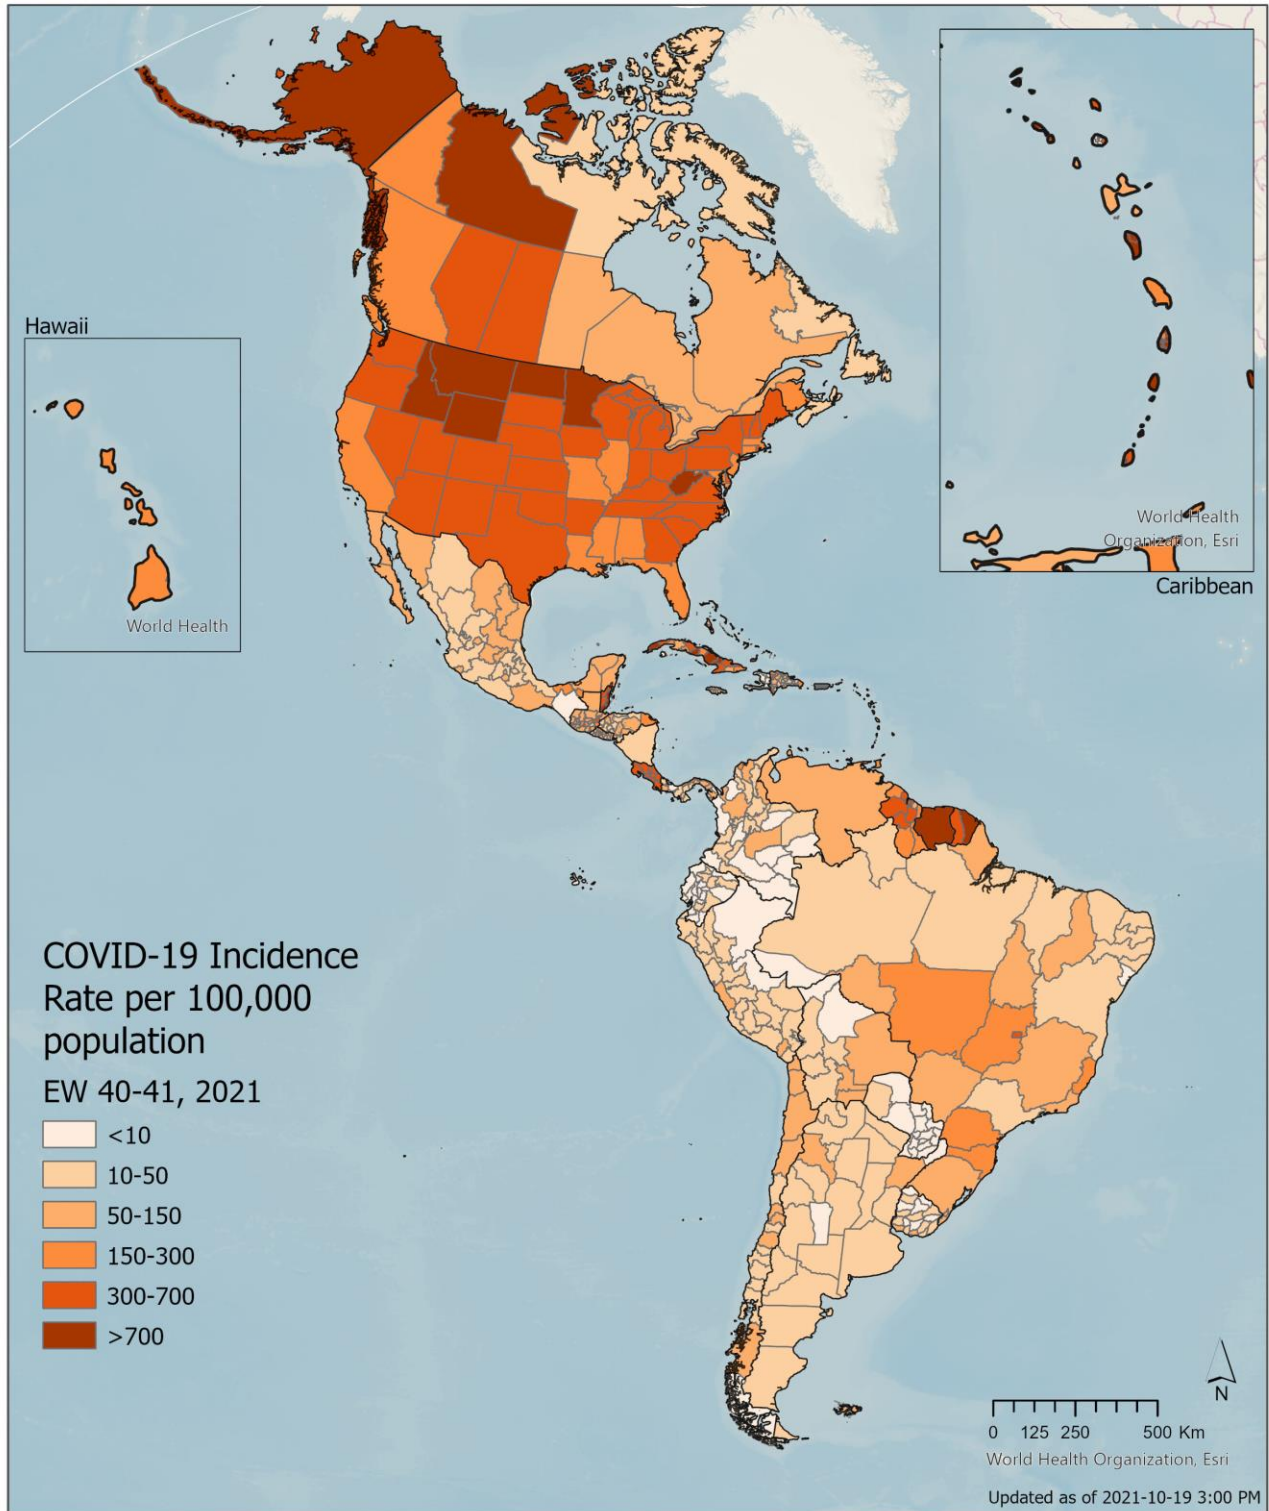 Hawaii
World Health
World Health
Organization, Esri
Caribbean
COVID-19 Incidence
Rate per 100,000
population
EW 40-41, 2021
<10
10-50
50-150
150-300
300-700
>700
N
0 125 250 500 Km
World Health Organization, Esri
Updated as of 2021-10-19 3:00 PM